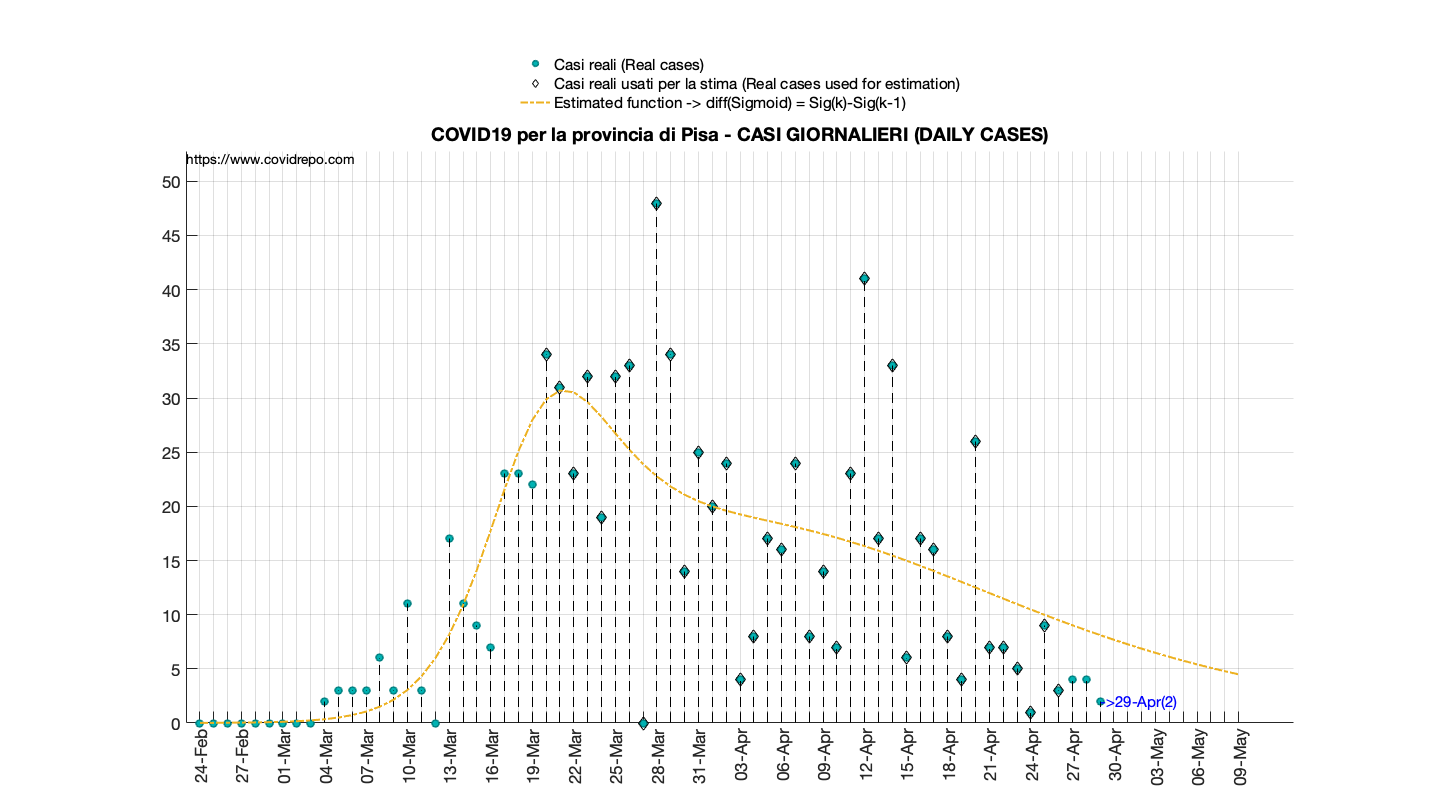 Casi reali (Real cases)
Casi reali usati per la stima (Real cases used for estimation)
Estimated function -> diff(Sigmoid) = Sig(k)-Sig(k-1)
COVID19 per la provincia di Pisa - CASI GIORNALIERI (DAILY CASES)
https://www.covidrepo.com
50
45
40
35
30
25
20
15
10
5
0
->29-Apr(2)
24-Feb
27-Feb
01-Mar
04-Mar
07-Mar
10-Mar
13-Mar
16-Mar
19-Mar
22-Mar
25-Mar
28-Mar
31-Mar
03-Apr
06-Apr
09-Apr
12-Apr
15-Apr
18-Apr
21-Apr
24-Apr
27-Apr
30-Apr
03-May
06-May
09-May